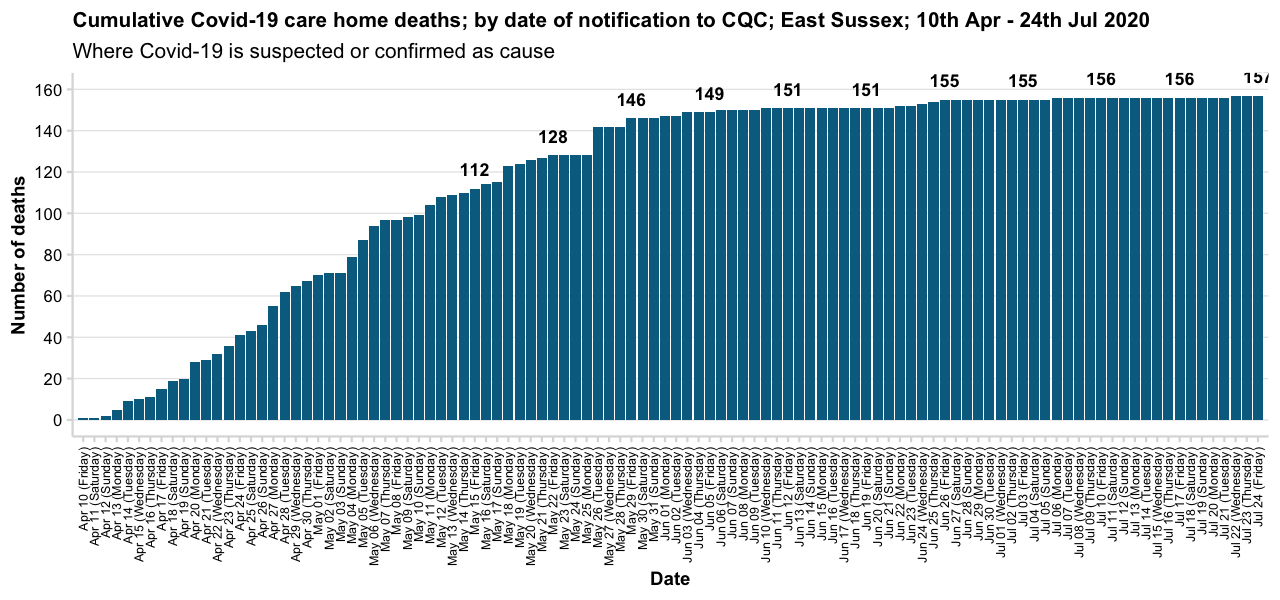 Cumulative Covid-19 care home deaths; by date of notification to CQC; East Sussex; 10th Apr - 24th Jul 2020
Where Covid-19 is suspected or confirmed as cause
Number of deaths
160
140
120
100
80
60
40
20
0
112
128
146
149
151
151
155
155
156
156
157
Apr 10 (Friday)
Apr 11 (Saturday)
Apr 12 (Sunday)
Apr 13 (Monday)
Apr 14 (Tuesday)
Apr 15 (Wednesday)
Apr 16 (Thursday)
Apr 17 (Friday)
Apr 18 (Saturday)
Apr 19 (Sunday)
Apr 20 (Monday)
Apr 21 (Tuesday)
Apr 22 (Wednesday)
Apr 23 (Thursday)
Apr 24 (Friday)
Apr 25 (Saturday)
Apr 26 (Sunday)
Apr 27 (Monday)
Apr 28 (Tuesday)
Apr 29 (Wednesday)
Apr 30 (Thursday)
May 01 (Friday)
May 02 (Saturday)
May 03 (Sunday)
May 04 (Monday)
May 05 (Tuesday)
May 06 (Wednesday)
May 07 (Thursday)
May 08 (Friday)
May 09 (Saturday)
May 10 (Sunday)
May 11 (Monday)
May 12 (Tuesday)
May 13 (Wednesday)
May 14 (Thursday)
May 15 (Friday)
May 16 (Saturday)
May 17 (Sunday)
May 18 (Monday)
May 19 (Tuesday)
May 20 (Wednesday)
May 21 (Thursday)
May 22 (Friday)
May 23 (Saturday)
May 24 (Sunday)
May 25 (Monday)
May 26 (Tuesday)
May 27 (Wednesday)
May 28 (Thursday)
May 29 (Friday)
May 30 (Saturday)
May 31 (Sunday)
Jun 01 (Monday)
Jun 02 (Tuesday)
Jun 03 (Wednesday)
Jun 04 (Thursday)
Jun 05 (Friday)
Jun 06 (Saturday)
Jun 07 (Sunday)
Jun 08 (Monday)
Jun 09 (Tuesday)
Jun 10 (Wednesday)
Jun 11 (Thursday)
Jun 12 (Friday)
Jun 13 (Saturday)
Jun 14 (Sunday)
Jun 15 (Monday)
Jun 16 (Tuesday)
Jun 17 (Wednesday)
Jun 18 (Thursday)
Jun 19 (Friday)
Jun 20 (Saturday)
Jun 21 (Sunday)
Jun 22 (Monday)
Jun 23 (Tuesday)
Jun 24 (Wednesday)
Jun 25 (Thursday)
Jun 26 (Friday)
Jun 27 (Saturday)
Jun 28 (Sunday)
Jun 29 (Monday)
Jun 30 (Tuesday)
Jul 01 (Wednesday)
Jul 02 (Thursday)
Jul 03 (Friday)
Jul 04 (Saturday)
Jul 05 (Sunday)
Jul 06 (Monday)
Jul 07 (Tuesday)
Jul 08 (Wednesday)
Jul 09 (Thursday)
Jul 10 (Friday)
Jul 11 (Saturday)
Jul 12 (Sunday)
Jul 13 (Monday)
Jul 14 (Tuesday)
Jul 15 (Wednesday)
Jul 16 (Thursday)
Jul 17 (Friday)
Jul 18 (Saturday)
Jul 19 (Sunday)
Jul 20 (Monday)
Jul 21 (Tuesday)
Jul 22 (Wednesday)
Jul 23 (Thursday)
Jul 24 (Friday)
Date